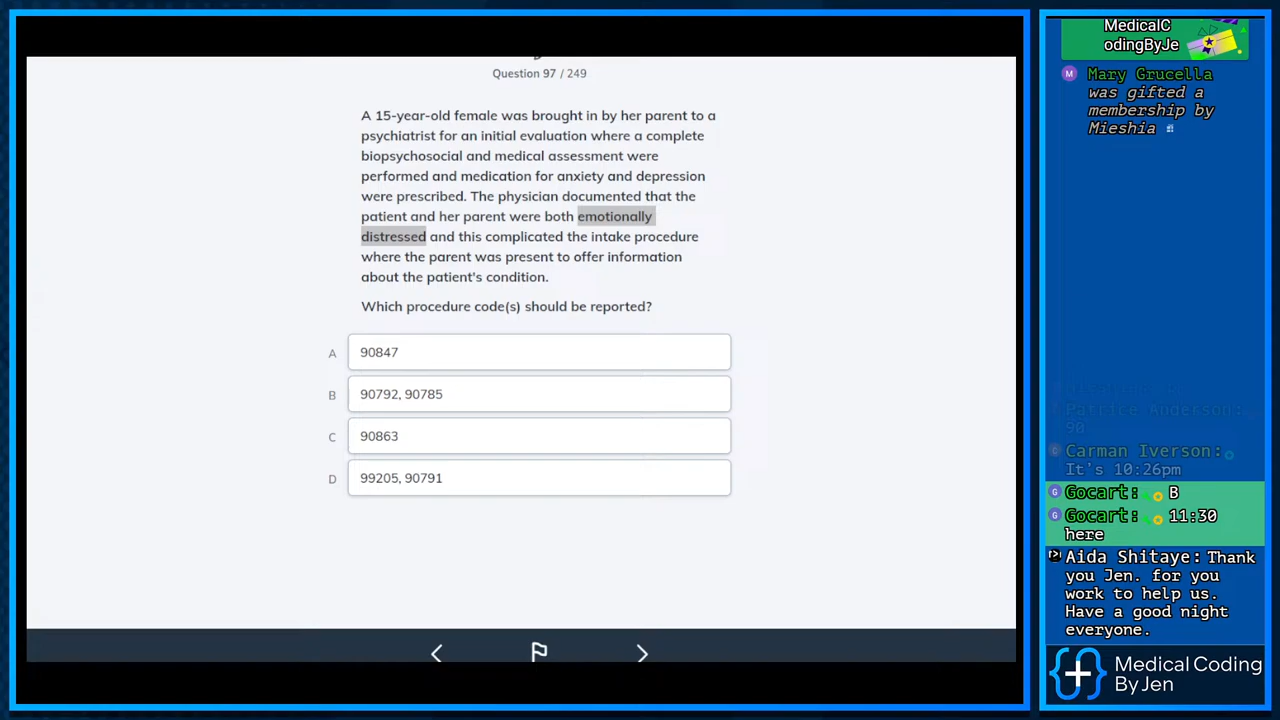 Question 97 / 249
A 15-year-old female was brought in by her parent to a
psychiatrist for an initial evaluation where a complete
biopsychosocial and medical assessment were
performed and medication for anxiety and depression
were prescribed. The physician documented that the
patient and her parent were both emotionally
distressed and this complicated the intake procedure
where the parent was present to offer information
about the patient's condition.
Which procedure code(s) should be reported?
A 90847
B 90792, 90785
C 90863
D 99205, 90791
MedicalC
odingByJe
M Mary Grucella
was gifted a
membership by
Mieshia
Patrice Anderson:
90
C Carman Iverson:
It's 10:26pm
G Gocart: B
G Gocart: 11:30
here
Aida Shitaye: Thank
you Jen. for you
work to help us.
Have a good night
everyone.
Medical Coding
By Jen